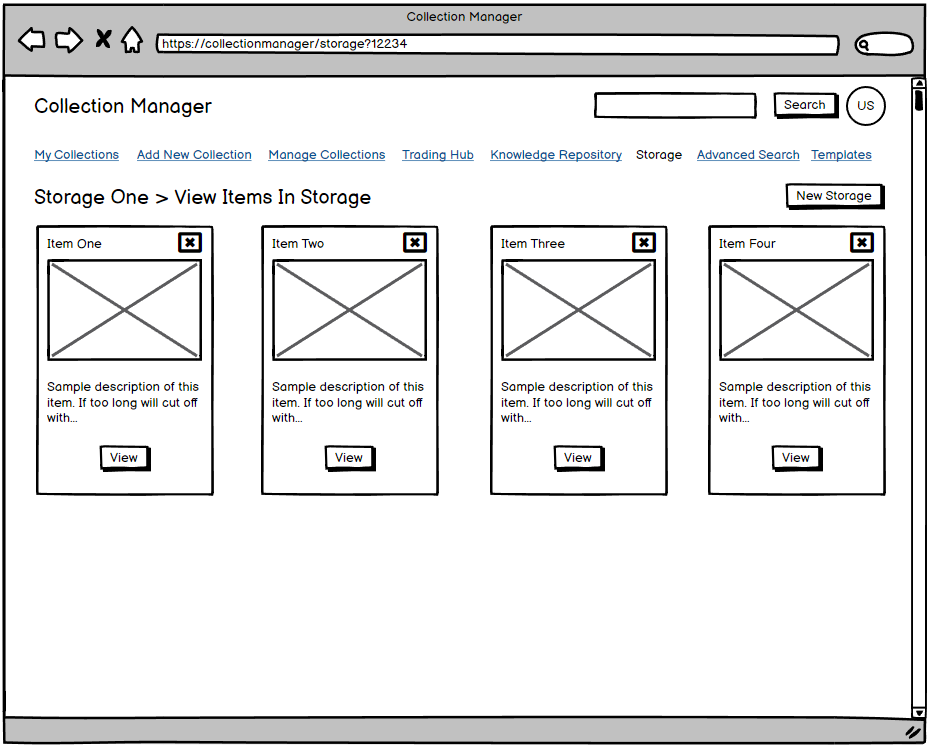 Collection Manager
https://collectionmanager/storage?12234
Collection Manager
Search
US
My Collections Add New Collection Manage Collections Trading Hub Knowledge Repository Storage Advanced Search Templates
Storage One > View Items In Storage
New Storage
Item One
Sample description of this
item. If too long will cut off
with...
View
Item Two
Sample description of this
item. If too long will cut off
with...
View
Item Three
Sample description of this
item. If too long will cut off
with...
View
Item Four
Sample description of this
item. If too long will cut off
with...
View